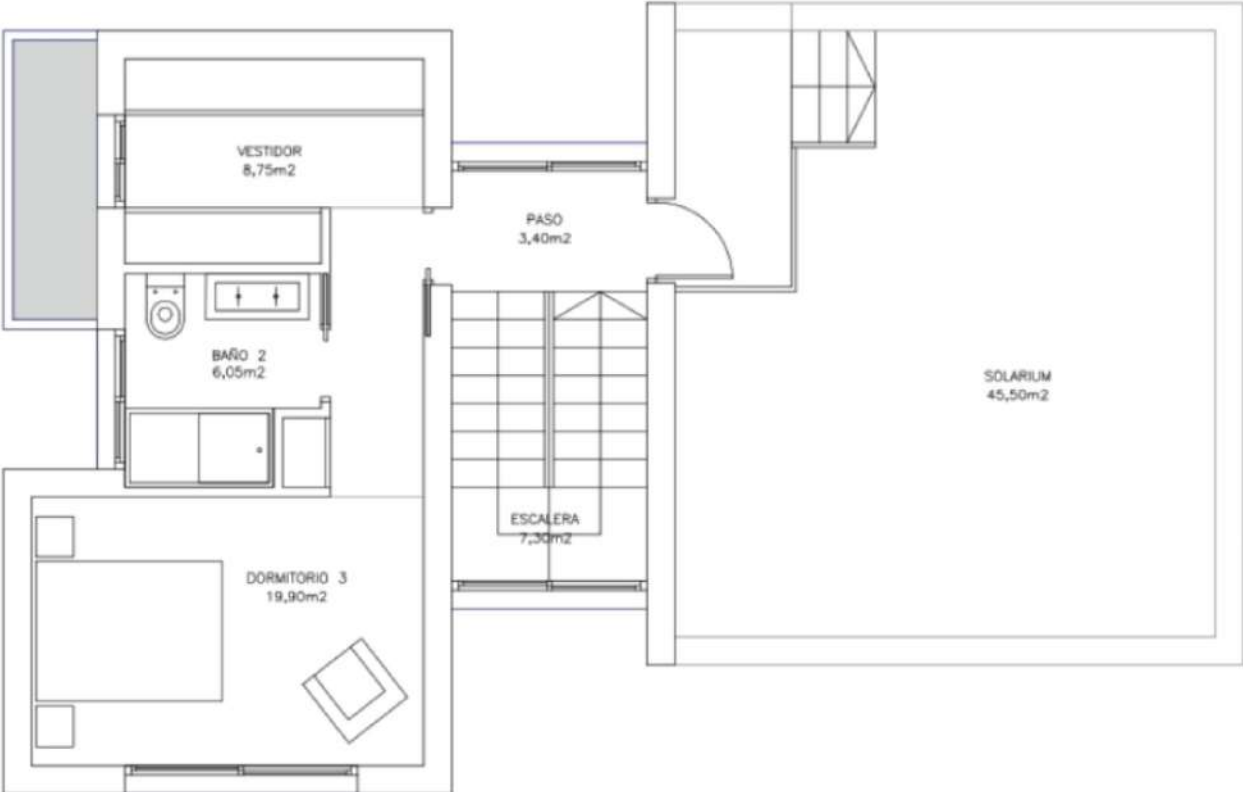 VESTIDOR
8,75m2
PASO
3,40m2
BAÑO 2
6,05m2
SOLARIUM
45,50m2
ESCALERA
7,30m2
DORMITORIO 3
19,90m2